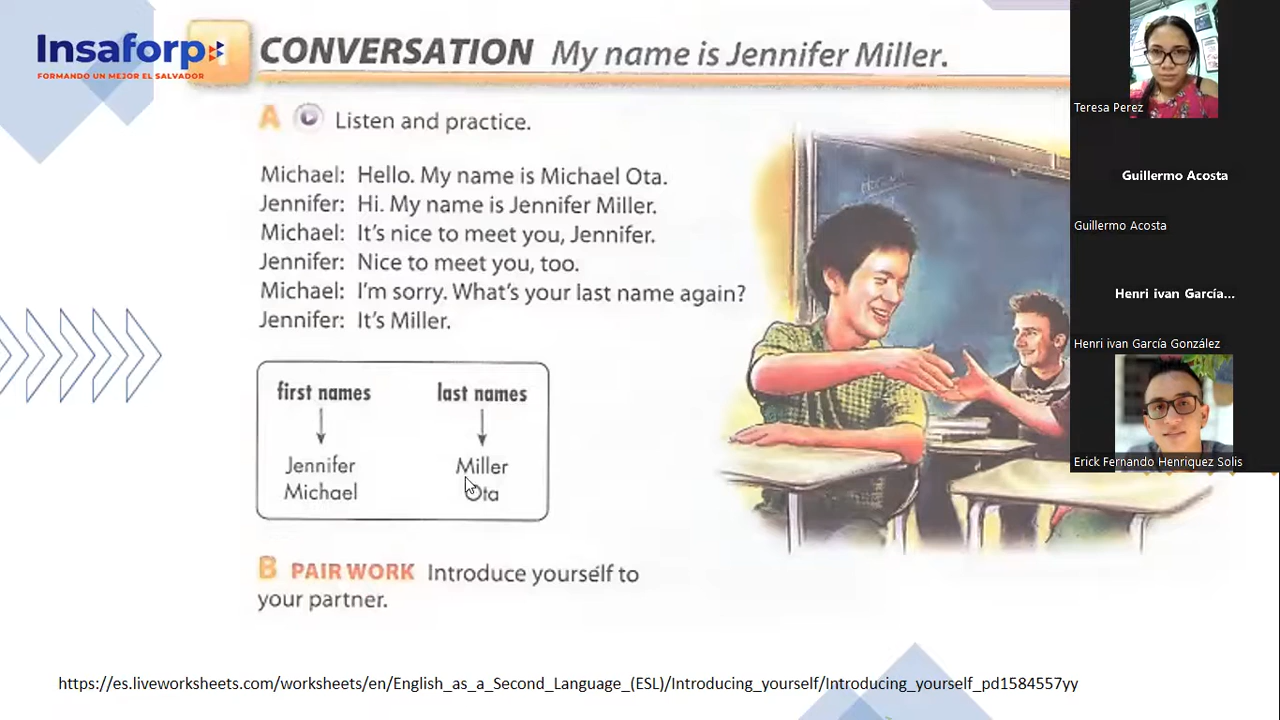 Insaforp
FORMANDO UN MEJOR EL SALVADOR
CONVERSATION My name is Jennifer Miller.
A Listen and practice.
Michael: Hello. My name is Michael Ota.
Jennifer: Hi. My name is Jennifer Miller.
Michael: It's nice to meet you, Jennifer.
Jennifer: Nice to meet you, too.
Michael: I'm sorry. What's your last name again?
Jennifer: It's Miller.
first names last names
Jennifer Miller
Michael Ota
B PAIR WORK Introduce yourself to
your partner.
https://es.liveworksheets.com/worksheets/en/English_as_a_Second_Language_(ESL)/Introducing_yourself/Introducing_yourself_pd1584557yy
Teresa Perez
Guillermo Acosta
Guillermo Acosta
Henri ivan García...
Henri ivan García González
Erick Fernando Henriquez Solis